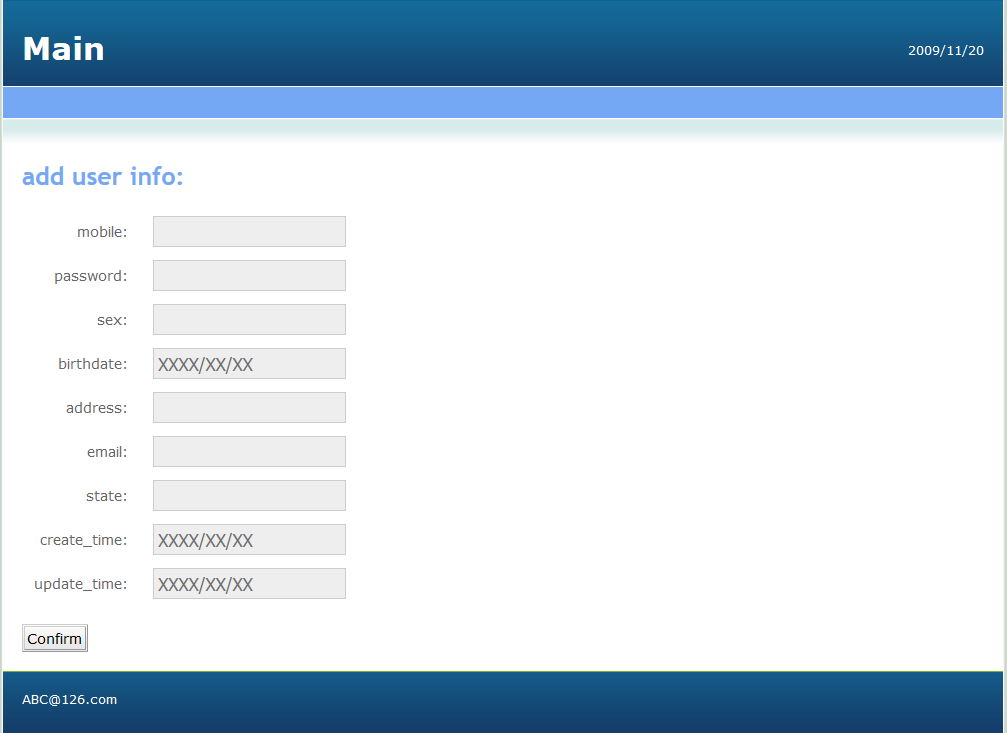 Main
2009/11/20
add user info:
mobile:
password:
sex:
birthdate: XXXX/XX/XX
address:
email:
state:
create_time: XXXX/XX/XX
update_time: XXXX/XX/XX
Confirm
ABC@126.com